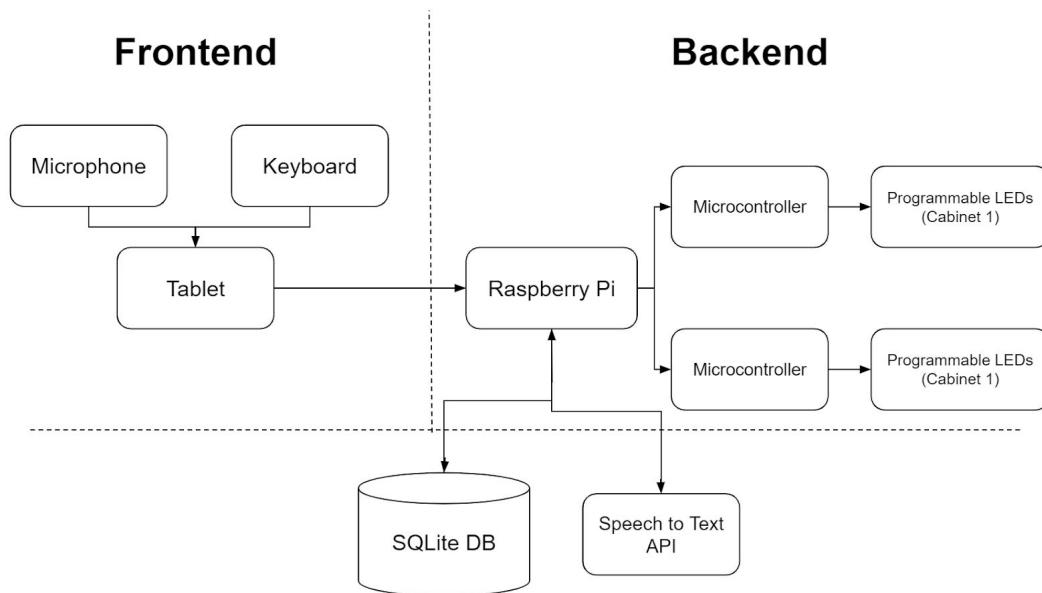 Frontend
Backend
Microphone
Keyboard
Tablet
Raspberry Pi
Microcontroller
Programmable LEDs
(Cabinet 1)
Microcontroller
Programmable LEDs
(Cabinet 1)
SQLite DB
Speech to Text
API